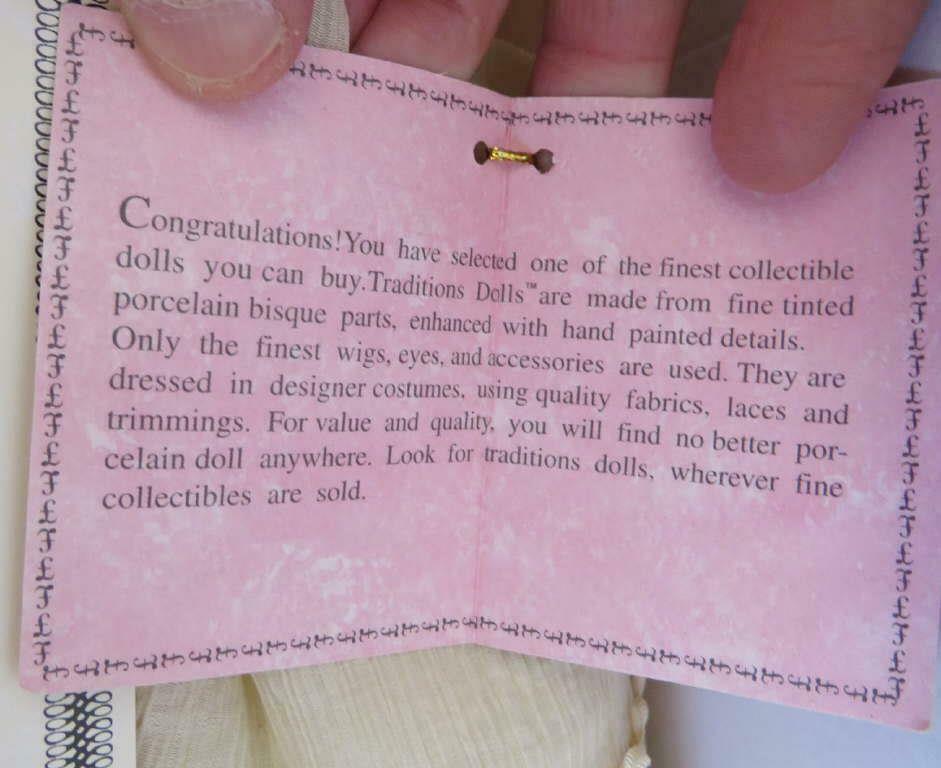 Congratulations!You have selected one of the finest collectible
dolls you can buy.Traditions Dolls™are made from fine tinted
porcelain bisque parts, enhanced with hand painted details.
Only the finest wigs, eyes, and accessories are used. They are
dressed in designer costumes, using quality fabrics, laces and
trimmings. For value and quality, you will find no better por-
celain doll anywhere. Look for traditions dolls, wherever fine
collectibles are sold.